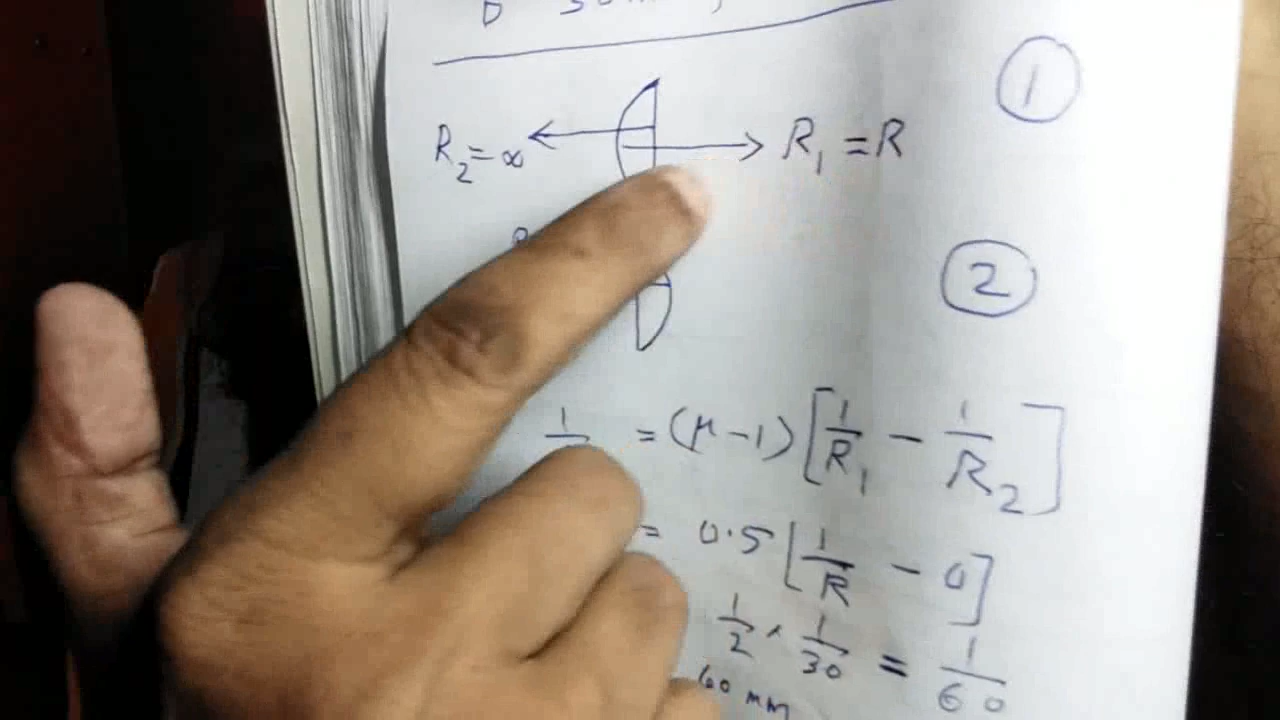 ①
R₂ = ∞
R₁ = R
②
= (μ - 1) [1/R₁ - 1/R₂]
= 0.5 [1/R - 0]
1/2 × 1/30 = 1/60
60 mm